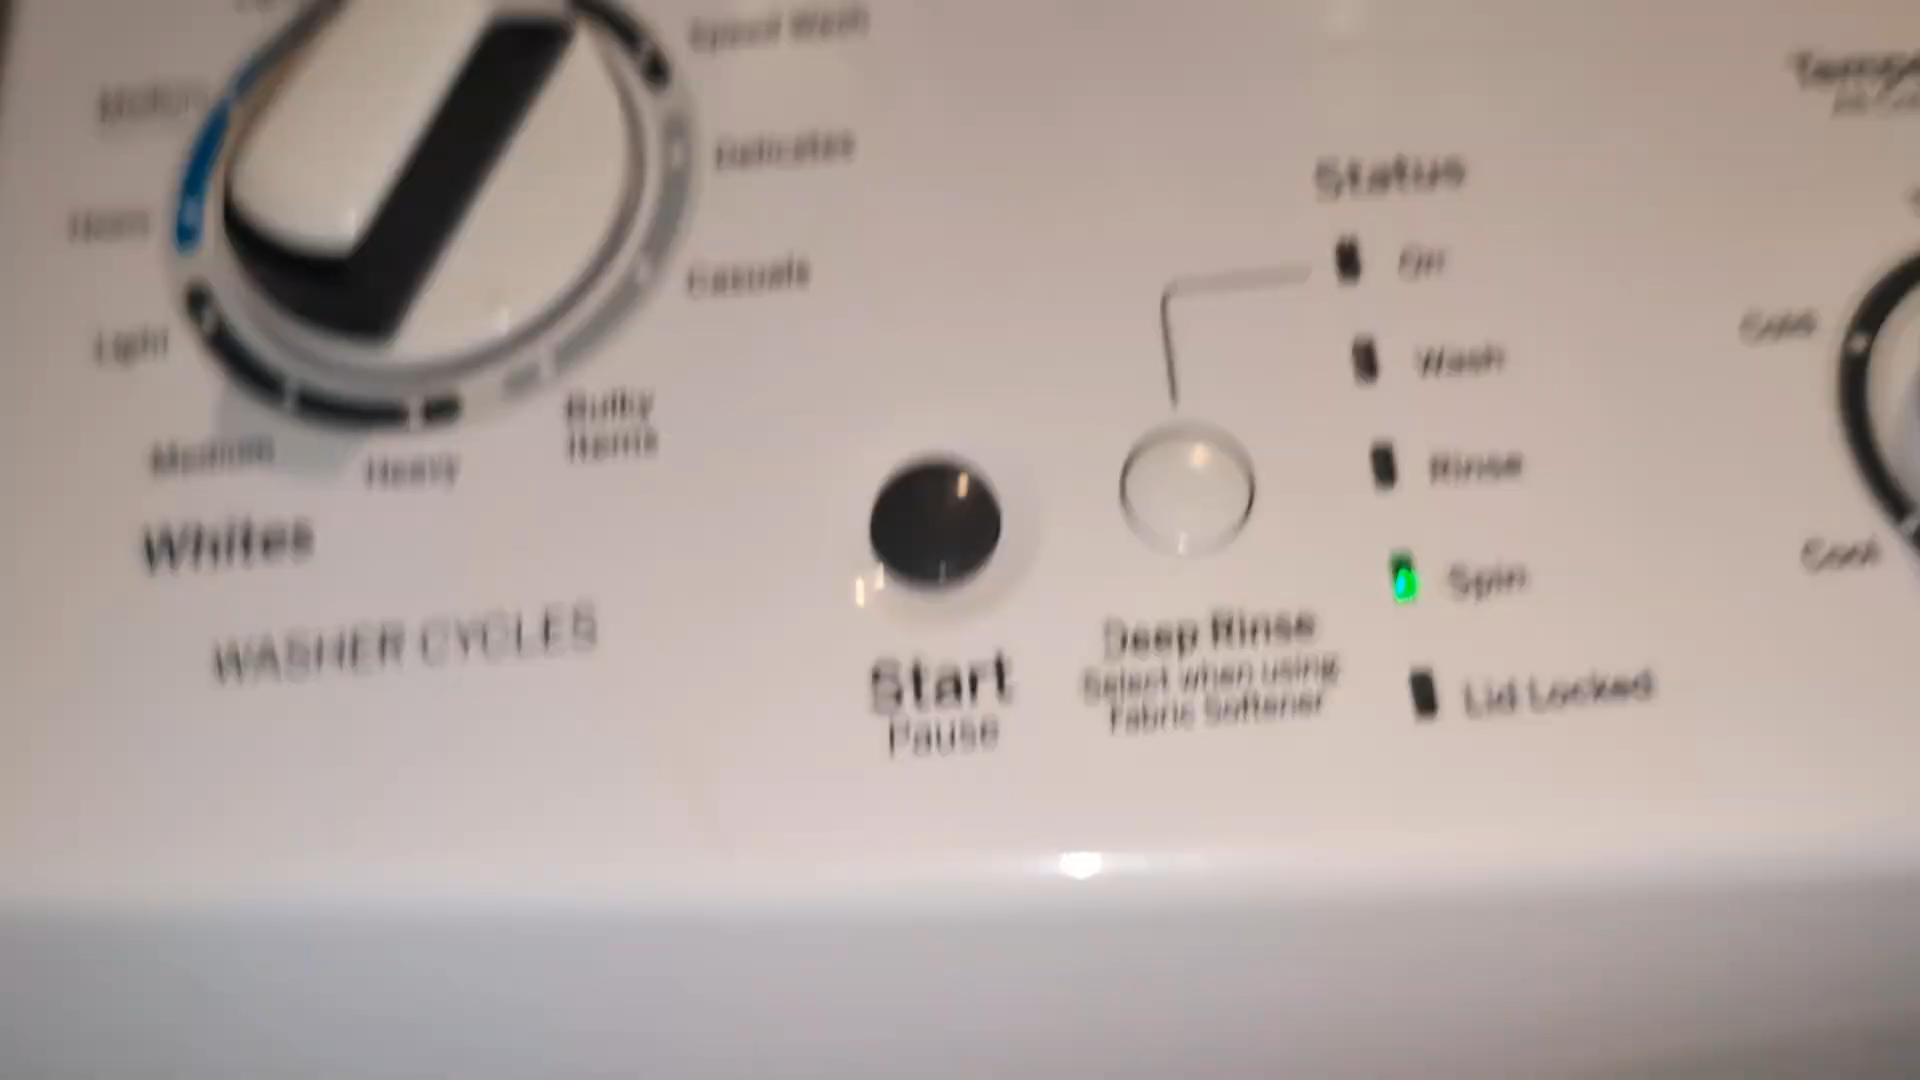 Speed Wash
Delicates
Casuals
Light
Medium
Heavy
Bulky
Items
Whites
WASHER CYCLES
Start
Pause
Deep Rinse
Select when using
Fabric Softener
Status
On
Wash
Rinse
Spin
Lid Locked
Cold
Cool